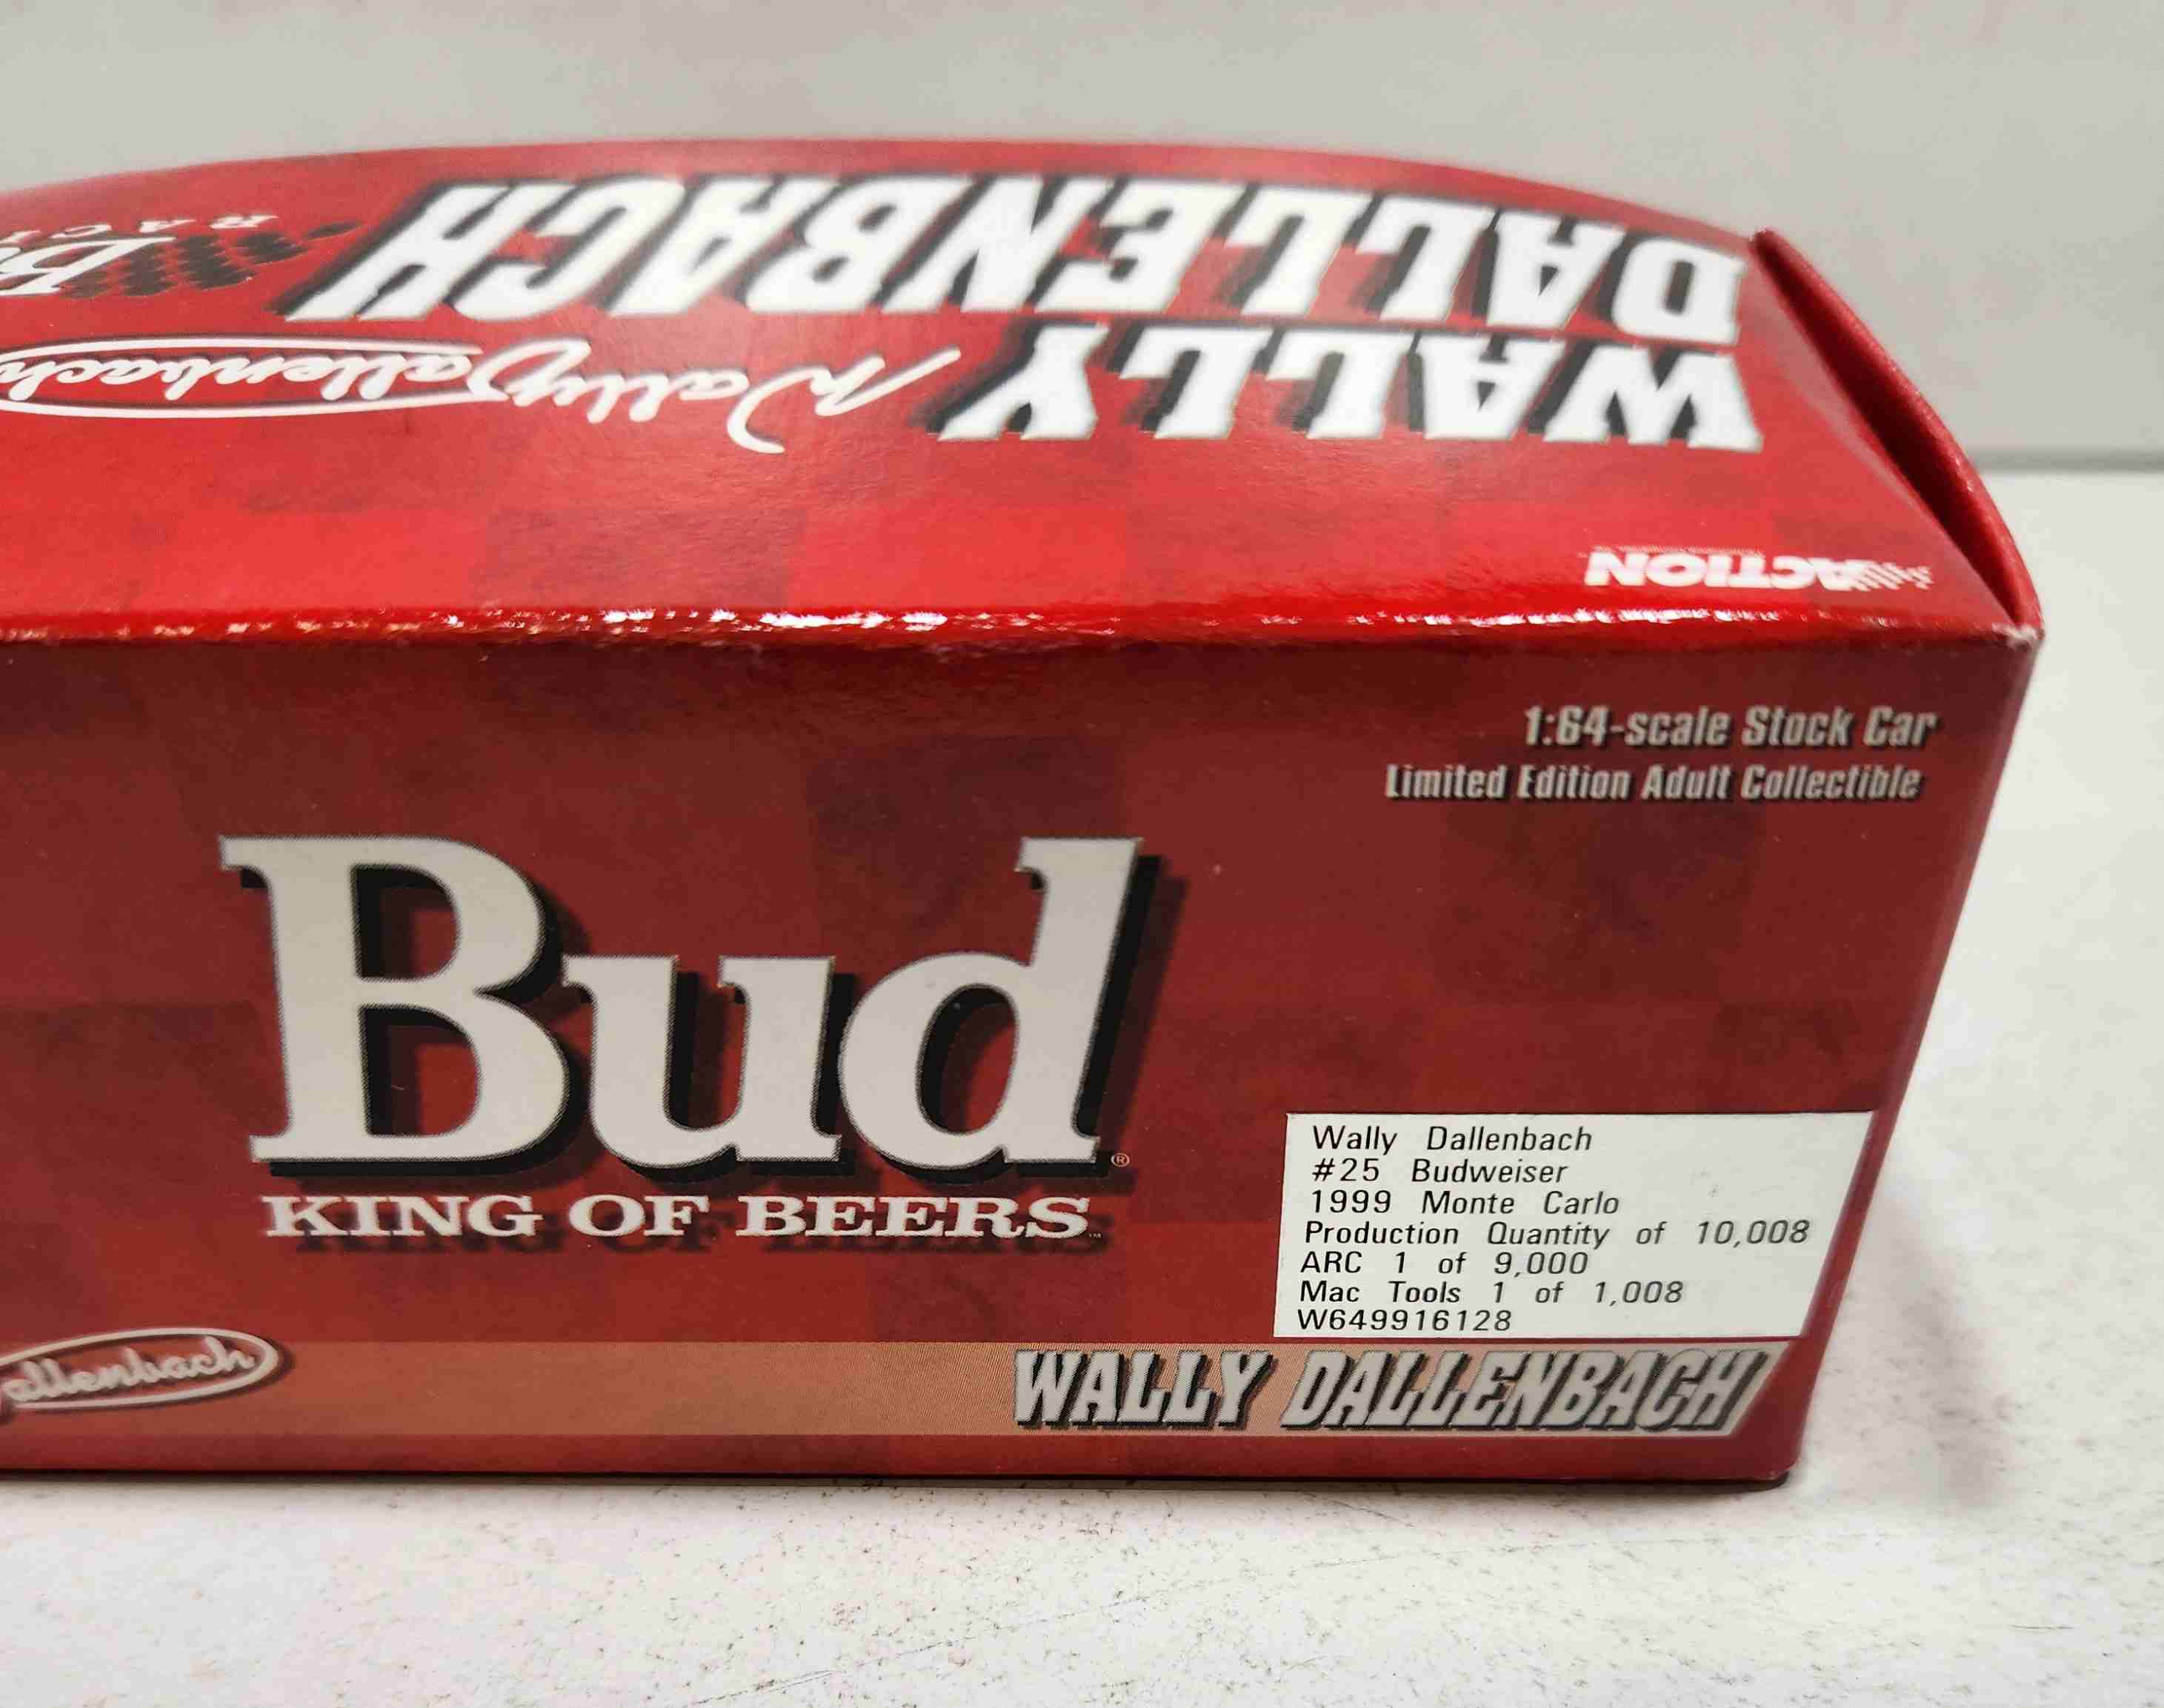 WALLY
DALLENBACH
Wally Dallenbach
ACTION
1:64-scale Stock Car
Limited Edition Adult Collectible
Bud®
KING OF BEERS™
Wally Dallenbach
#25 Budweiser
1999 Monte Carlo
Production Quantity of 10,008
ARC 1 of 9,000
Mac Tools 1 of 1,008
W649916128
allenbach
WALLY DALLENBACH